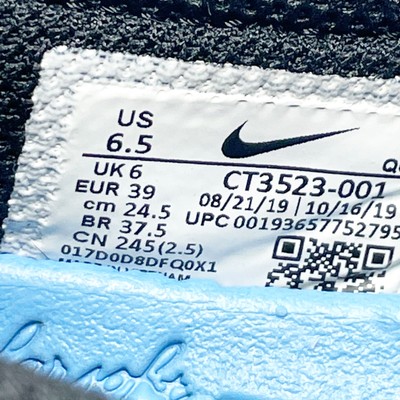 US
6.5
UK 6
EUR 39
cm 24.5
BR 37.5
CN 245(2.5)
017D0D8DFQ0X1
CT3523-001
08/21/19 | 10/16/19
UPC 00193657752795